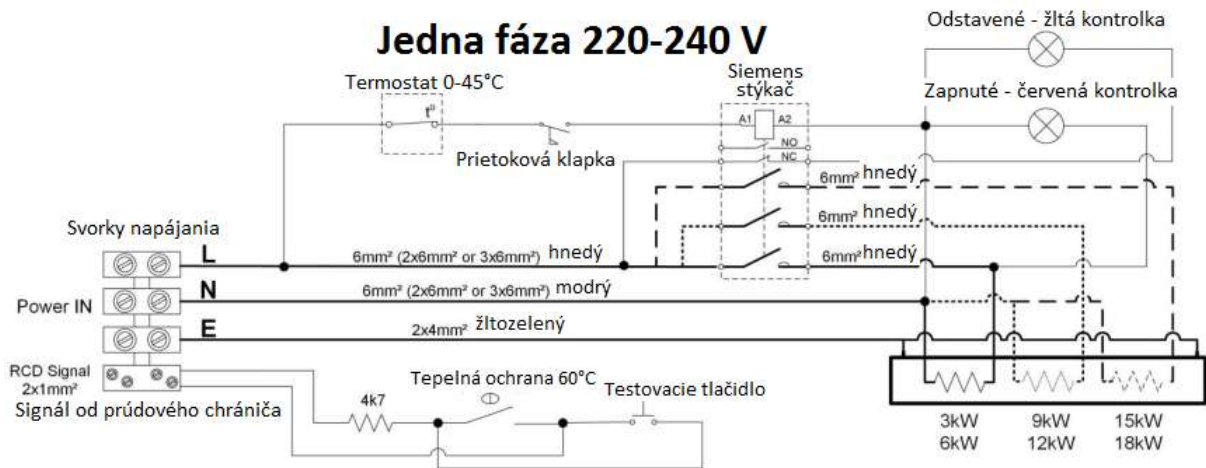 Jedna fáza 220-240 V
Odstavené - žltá kontrolka
Termostat 0-45°C
t°
Siemens
stýkač
Zapnuté - červená kontrolka
A1
A2
Prietoková klapka
NO
NC
6mm² hnedý
6mm² hnedý
6mm² hnedý
Svorky napájania
L
6mm² (2x6mm² or 3x6mm²) hnedý
Power IN
N
6mm² (2x6mm² or 3x6mm²) modrý
E
2x4mm² žltozelený
RCD Signal
2x1mm²
Signál od prúdového chrániča
4k7
Tepelná ochrana 60°C
Testovacie tlačidlo
3kW
6kW
9kW
12kW
15kW
18kW